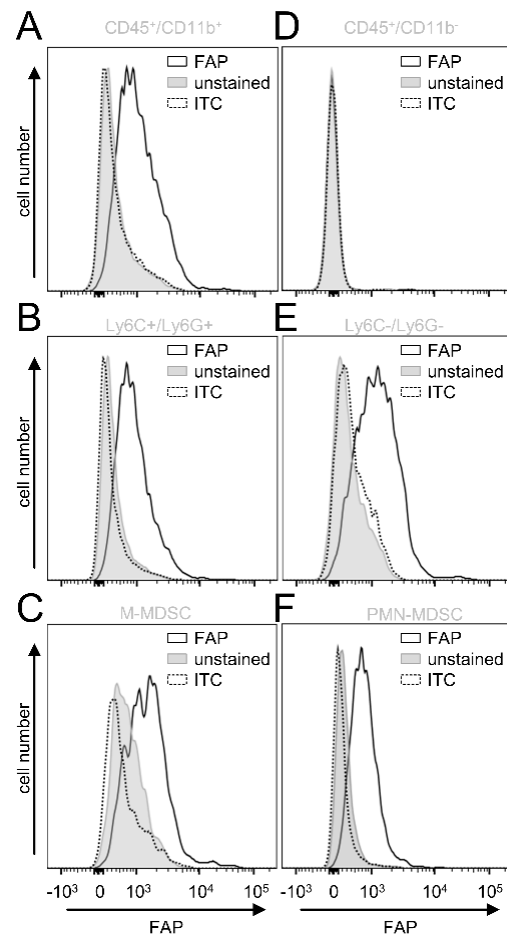 A
CD45⁺/CD11b⁺
FAP
unstained
ITC
cell number
D
CD45⁺/CD11b⁻
FAP
unstained
ITC
B
Ly6C+/Ly6G+
FAP
unstained
ITC
cell number
E
Ly6C-/Ly6G-
FAP
unstained
ITC
C
M-MDSC
FAP
unstained
ITC
cell number
-10³ 0 10³ 10⁴ 10⁵
FAP
F
PMN-MDSC
FAP
unstained
ITC
-10³ 0 10³ 10⁴ 10⁵
FAP